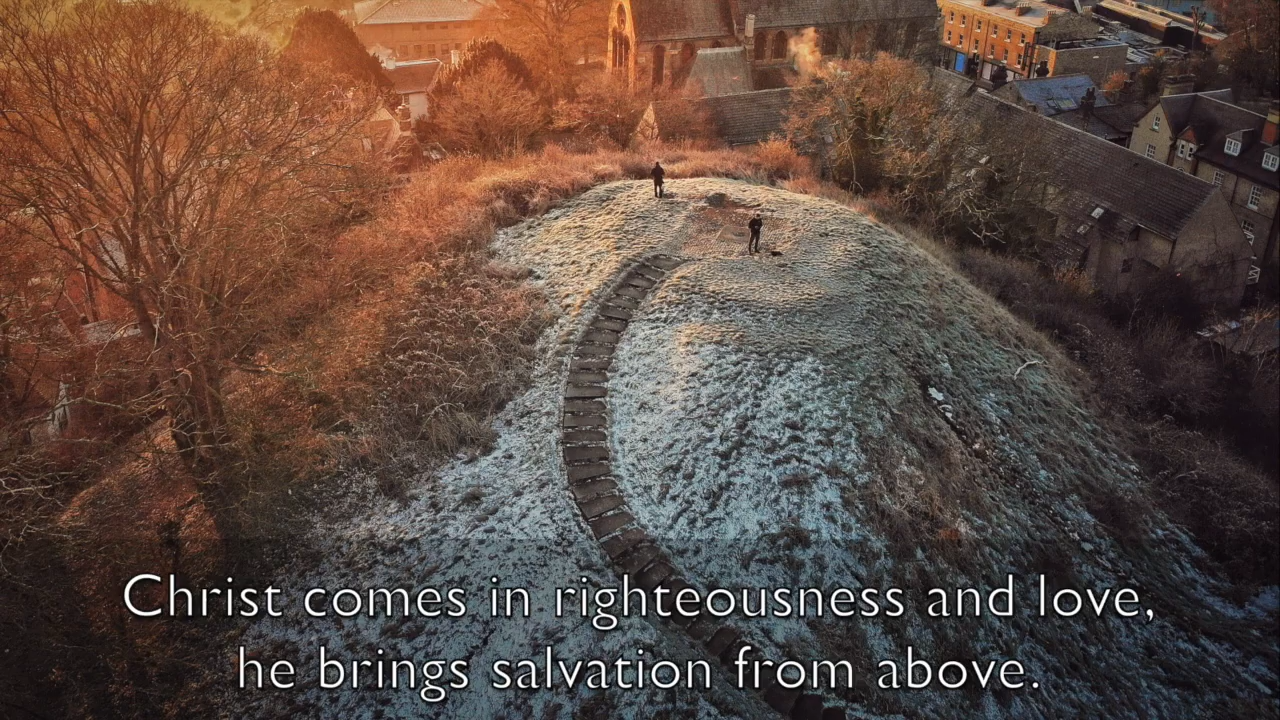 Christ comes in righteousness and love,
he brings salvation from above.